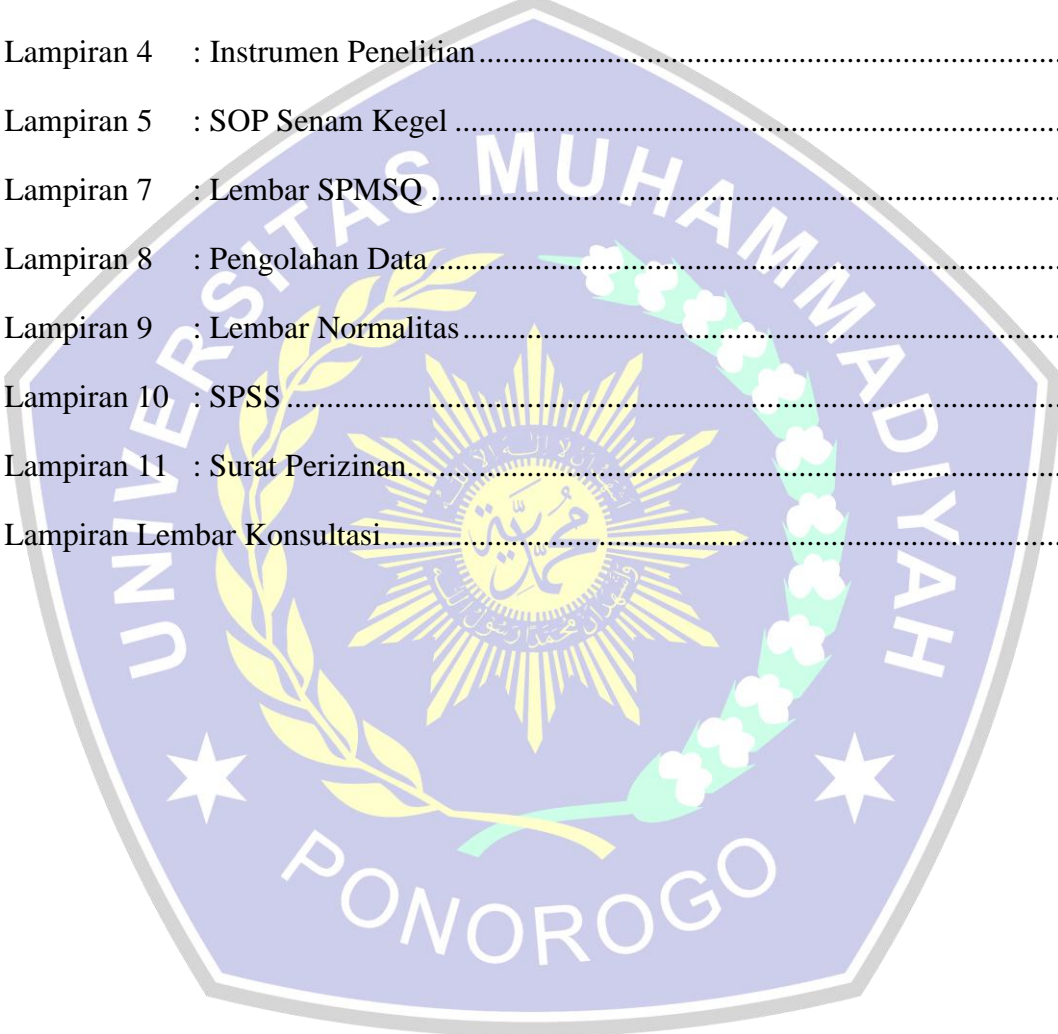 Lampiran 4 : Instrumen Penelitian..........................................................................
Lampiran 5 : SOP Senam Kegel .............................................................................
Lampiran 7 : Lembar SPMSQ ................................................................................
Lampiran 8 : Pengolahan Data................................................................................
Lampiran 9 : Lembar Normalitas............................................................................
Lampiran 10 : SPSS ..................................................................................................
Lampiran 11 : Surat Perizinan...................................................................................
Lampiran Lembar Konsultasi......................................................................................
UNIVERSITAS MUHAMMADIYAH
PONOROGO
محمدية